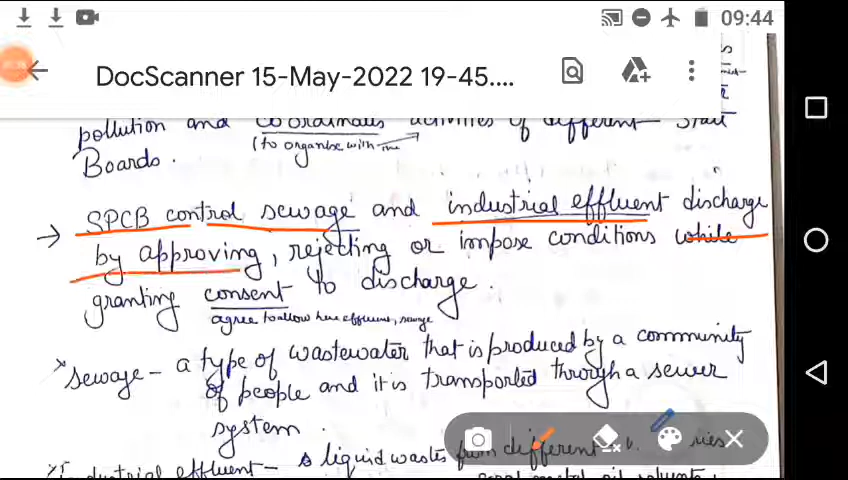 09:44
DocScanner 15-May-2022 19-45....
pollution and coordinates activities of different State
(to organise with
Boards.
→ SPCB control sewage and industrial effluent discharge
by approving, rejecting or impose conditions while
granting consent to discharge.
agree to allow here effluent, sewage
sewage - a type of wastewater that is produced by a community
of people and it is transported through a sewer
system.
Industrial effluent - liquid wastes from different